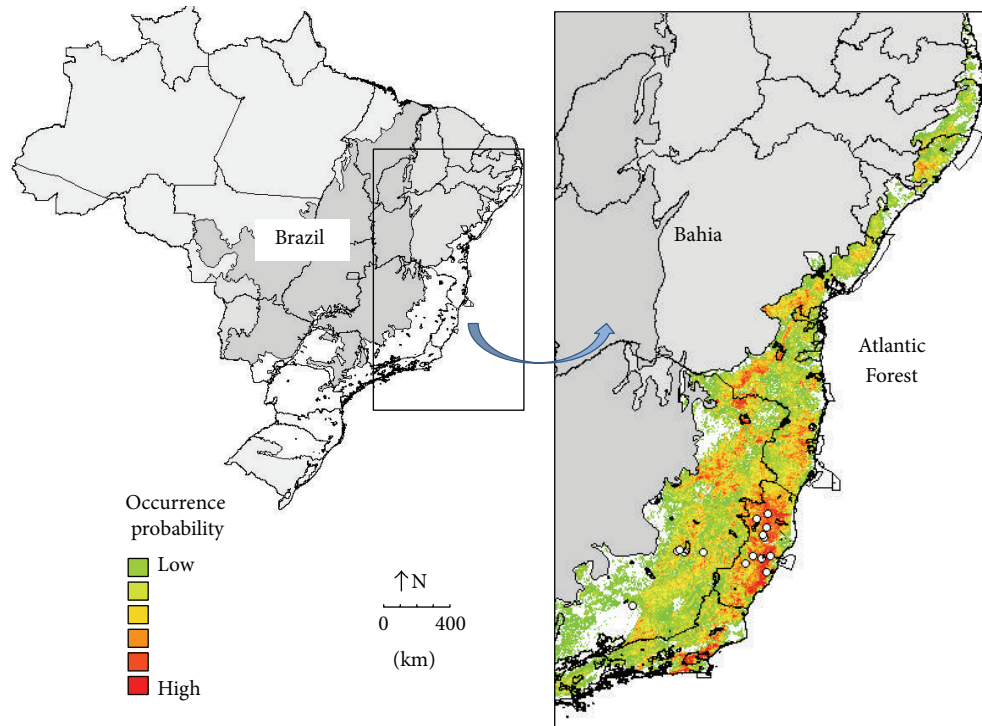 Brazil
Bahia
Atlantic
Forest
Occurrence
probability
Low
High
↑N
0 400
(km)